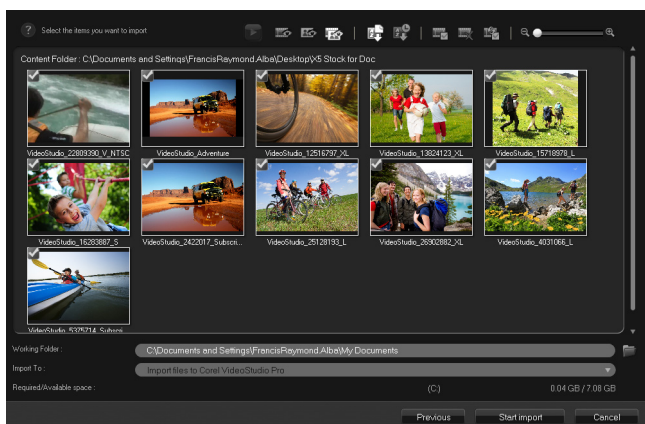 Select the items you want to import
Content Folder : C:\Documents and Settings\FrancisRaymond.Alba\Desktop\X5 Stock for Doc
VideoStudio_22809390_V_NTSC
VideoStudio_Adventure
VideoStudio_12516797_XL
VideoStudio_13824123_XL
VideoStudio_15718978_L
VideoStudio_16283887_S
VideoStudio_2422017_Subscri...
VideoStudio_25128193_L
VideoStudio_26902882_XL
VideoStudio_4031066_L
VideoStudio_5375714_Subscri
Working Folder :
C:\Documents and Settings\FrancisRaymond.Alba\My Documents
Import To :
Import files to Corel VideoStudio Pro
Required/Available space :
(C:)
0.04 GB / 7.08 GB
Previous
Start import
Cancel